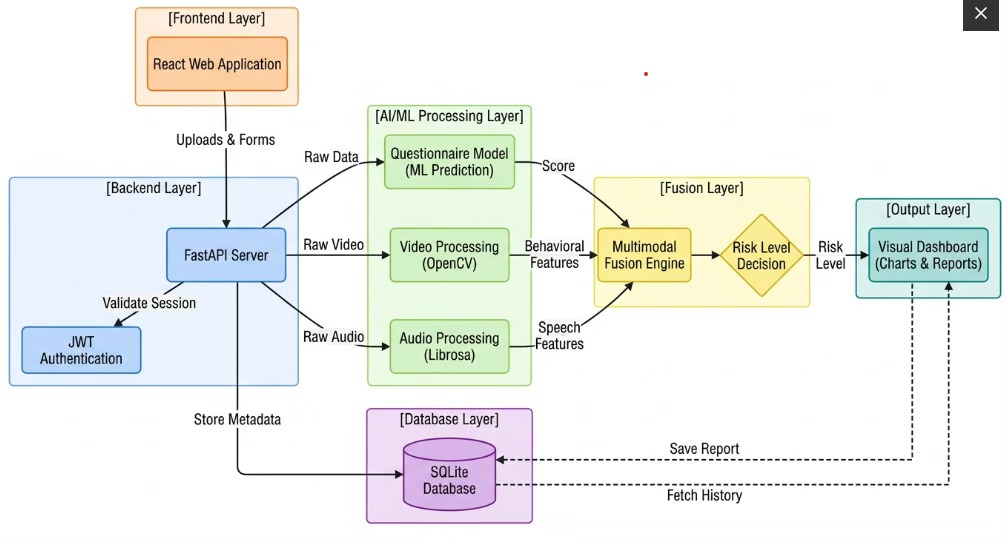 [Frontend Layer]
React Web Application
Uploads & Forms
[Backend Layer]
FastAPI Server
Validate Session
JWT
Authentication
Store Metadata
Raw Data
Raw Video
Raw Audio
[AI/ML Processing Layer]
Questionnaire Model
(ML Prediction)
Video Processing
(OpenCV)
Audio Processing
(Librosa)
Score
Behavioral
Features
Speech
Features
[Fusion Layer]
Multimodal
Fusion Engine
Risk Level
Decision
Risk
Level
[Output Layer]
Visual Dashboard
(Charts & Reports)
[Database Layer]
SQLite
Database
Save Report
Fetch History